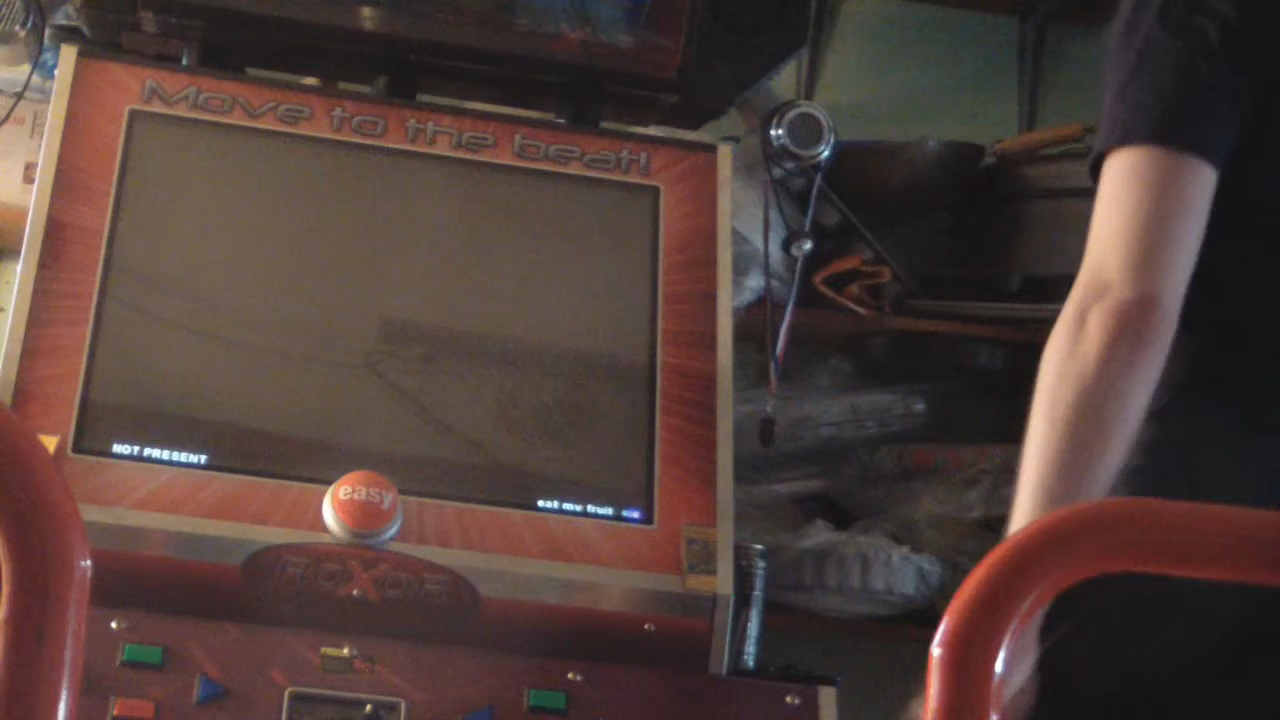 Move to the beat!
NOT PRESENT
eat my fruit
easy
RoXoR